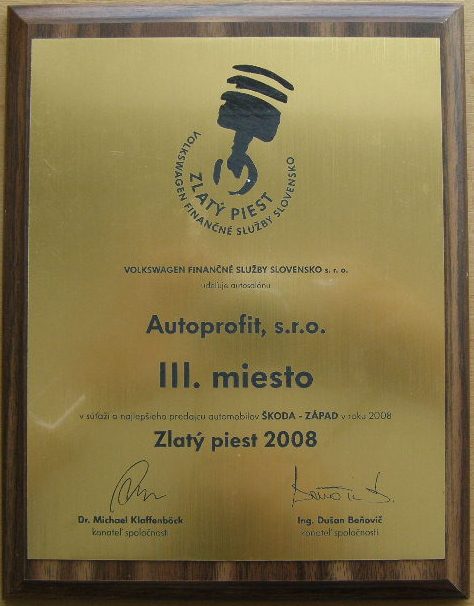 ZLATÝ PIEST
VOLKSWAGEN FINANČNÉ SLUŽBY SLOVENSKO
VOLKSWAGEN FINANČNÉ SLUŽBY SLOVENSKO s. r. o.
udeľuje autosalónu
Autoprofit, s.r.o.
III. miesto
v súťaži o najlepšieho predajcu automobilov ŠKODA - ZÁPAD v roku 2008
Zlatý piest 2008
Dr. Michael Klaffenböck
konateľ spoločnosti
Ing. Dušan Beňovič
konateľ spoločnosti